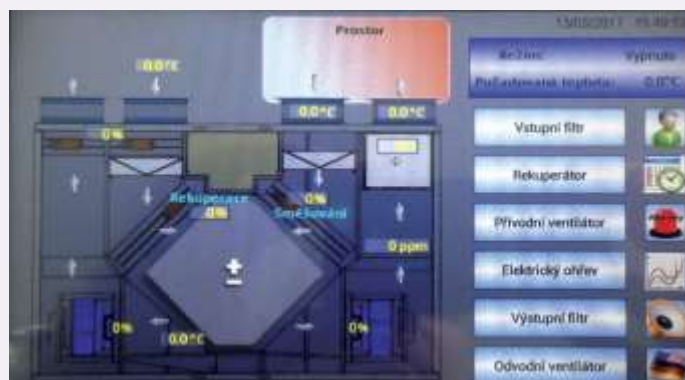 Prostor
0.0°C
0.0°C
0.0°C
0%
Rekuperace
0%
0%
Směšování
0 ppm
0%
0.0°C
0%
Režim: Vypnuto
Požadovaná teplota: 0.0°C
Vstupní filtr
Rekuperátor
Přívodní ventilátor
Elektrický ohřev
Výstupní filtr
Odvodní ventilátor